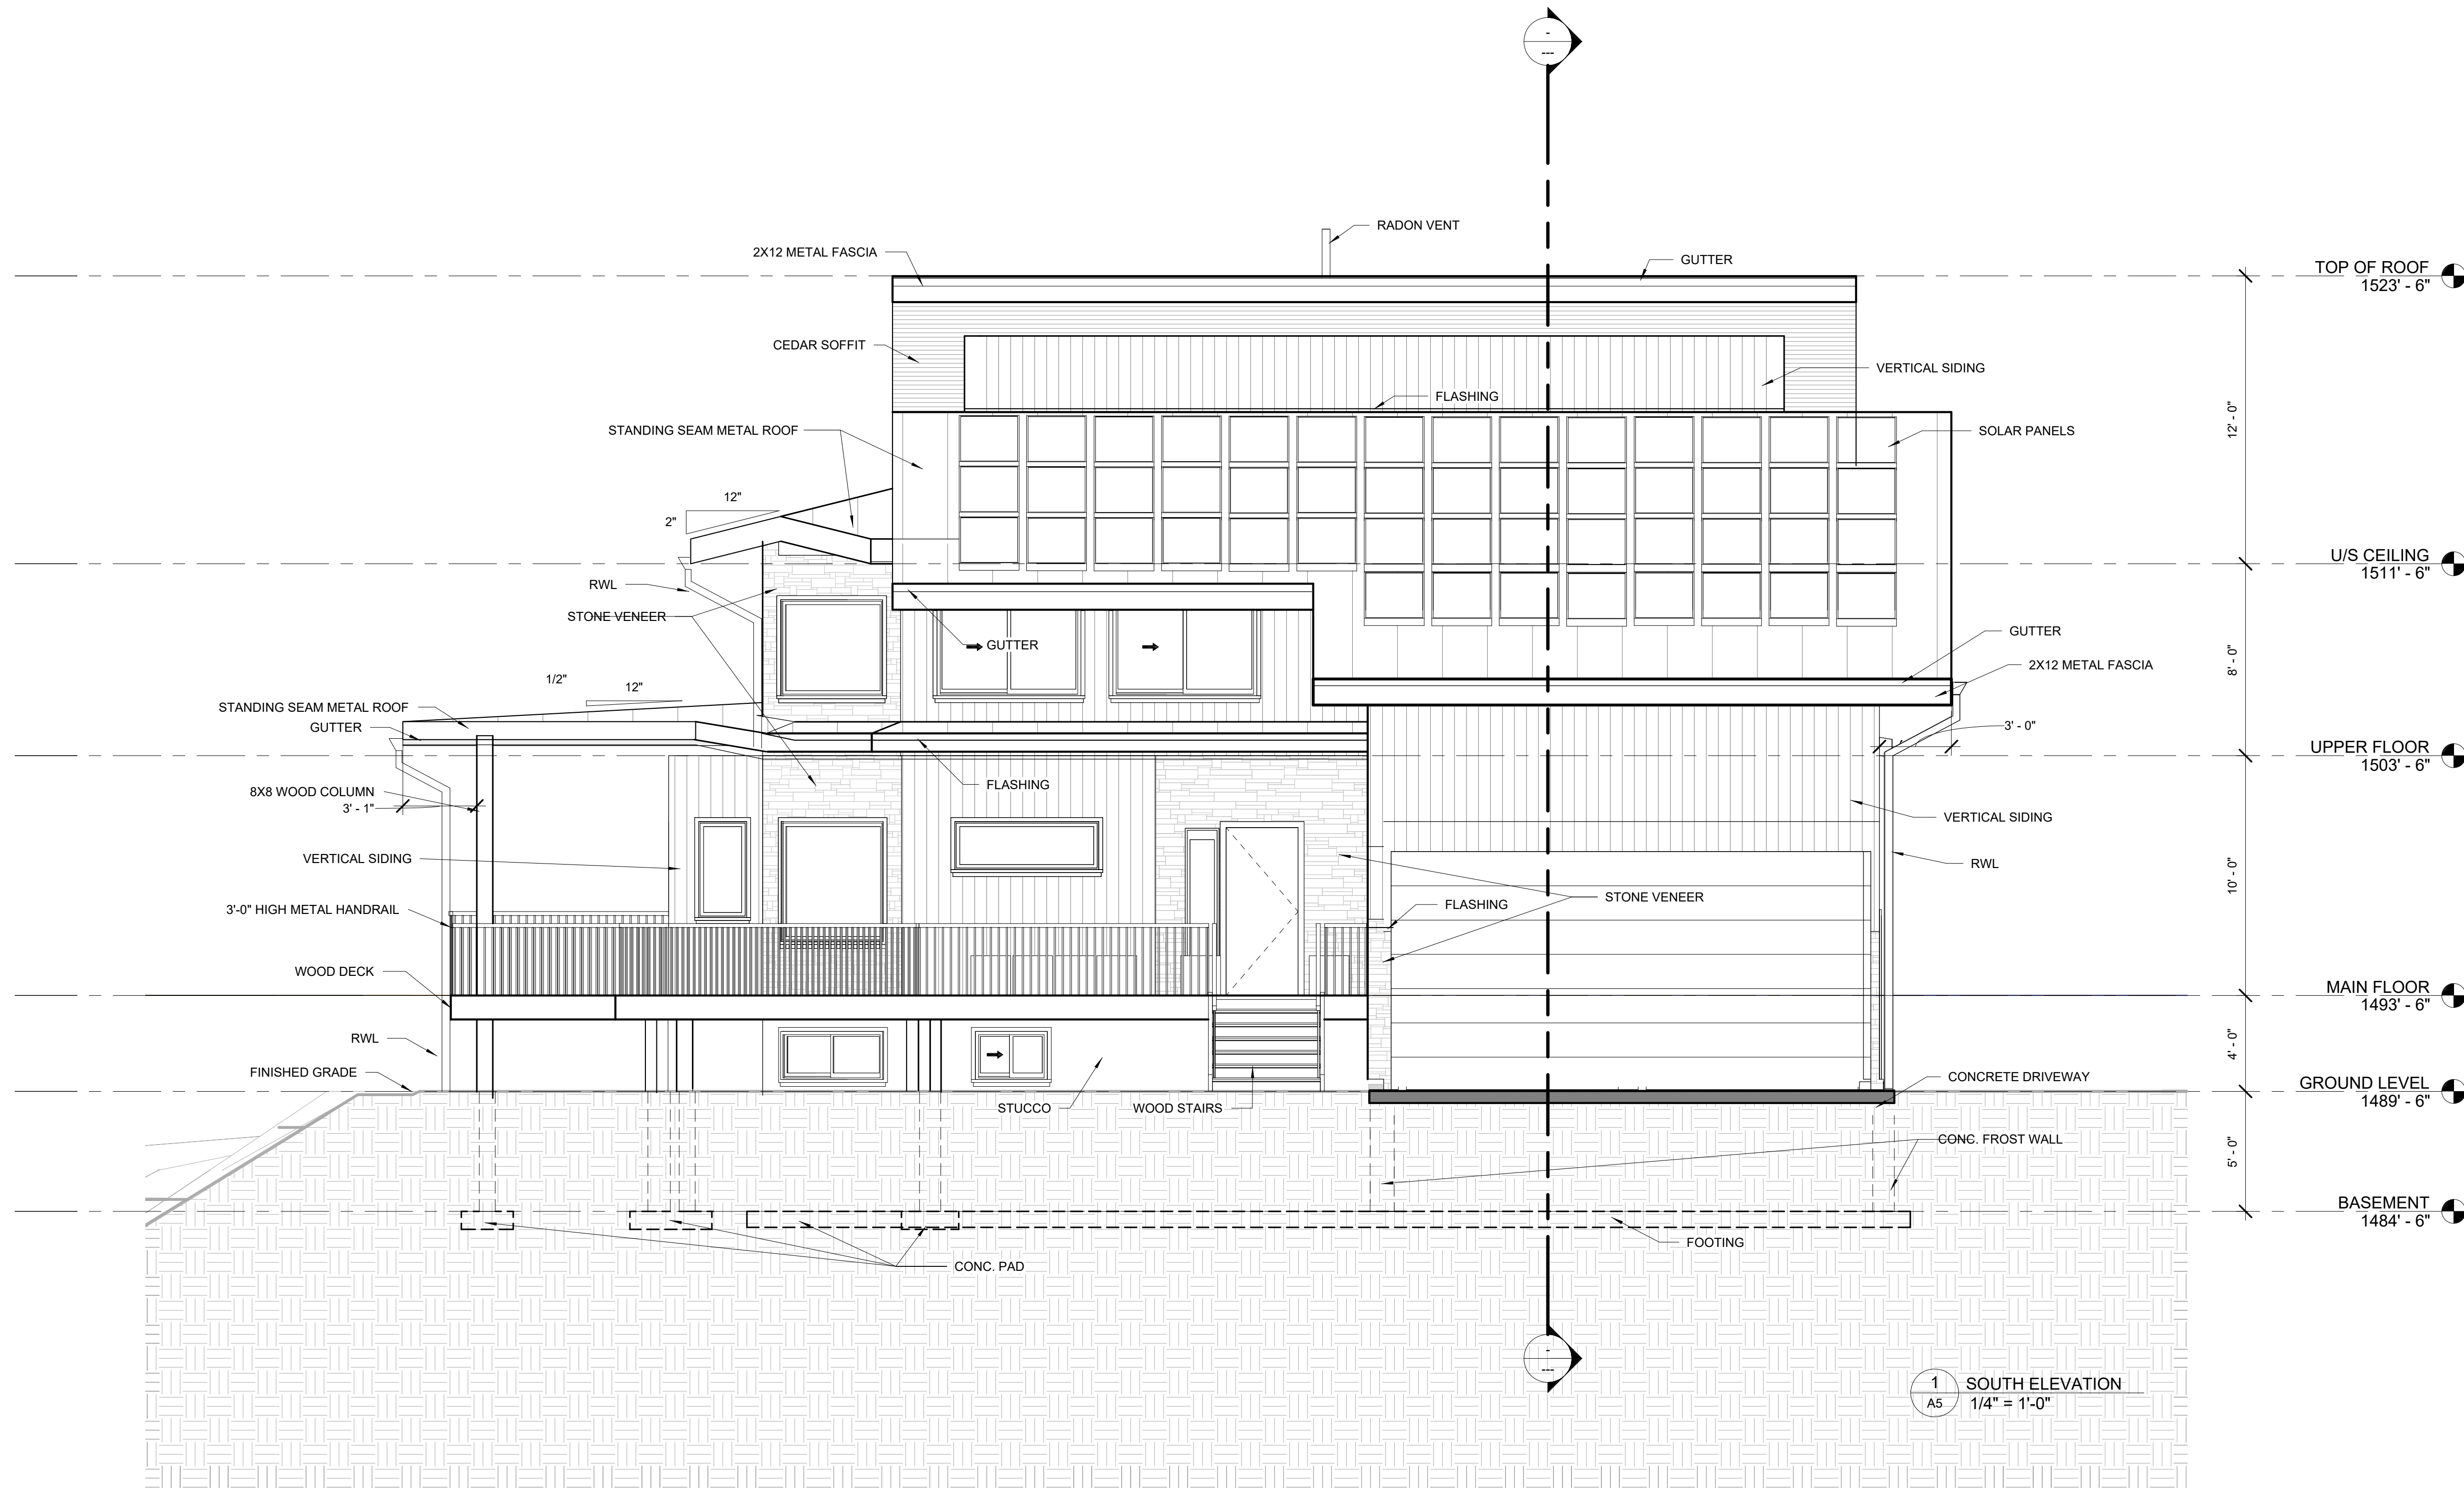 -
---
RADON VENT
2X12 METAL FASCIA
GUTTER
TOP OF ROOF
1523' - 6"
CEDAR SOFFIT
VERTICAL SIDING
FLASHING
12' - 0"
STANDING SEAM METAL ROOF
SOLAR PANELS
12"
2"
U/S CEILING
1511' - 6"
RWL
STONE VENEER
GUTTER
GUTTER
8' - 0"
2X12 METAL FASCIA
1/2"
12"
STANDING SEAM METAL ROOF
GUTTER
3' - 0"
UPPER FLOOR
1503' - 6"
FLASHING
8X8 WOOD COLUMN
3' - 1"
VERTICAL SIDING
VERTICAL SIDING
RWL
10' - 0"
STONE VENEER
FLASHING
3'-0" HIGH METAL HANDRAIL
WOOD DECK
MAIN FLOOR
1493' - 6"
RWL
4' - 0"
FINISHED GRADE
CONCRETE DRIVEWAY
GROUND LEVEL
1489' - 6"
STUCCO
WOOD STAIRS
CONC. FROST WALL
5' - 0"
BASEMENT
1484' - 6"
FOOTING
CONC. PAD
-
---
1
A5
SOUTH ELEVATION
1/4" = 1'-0"